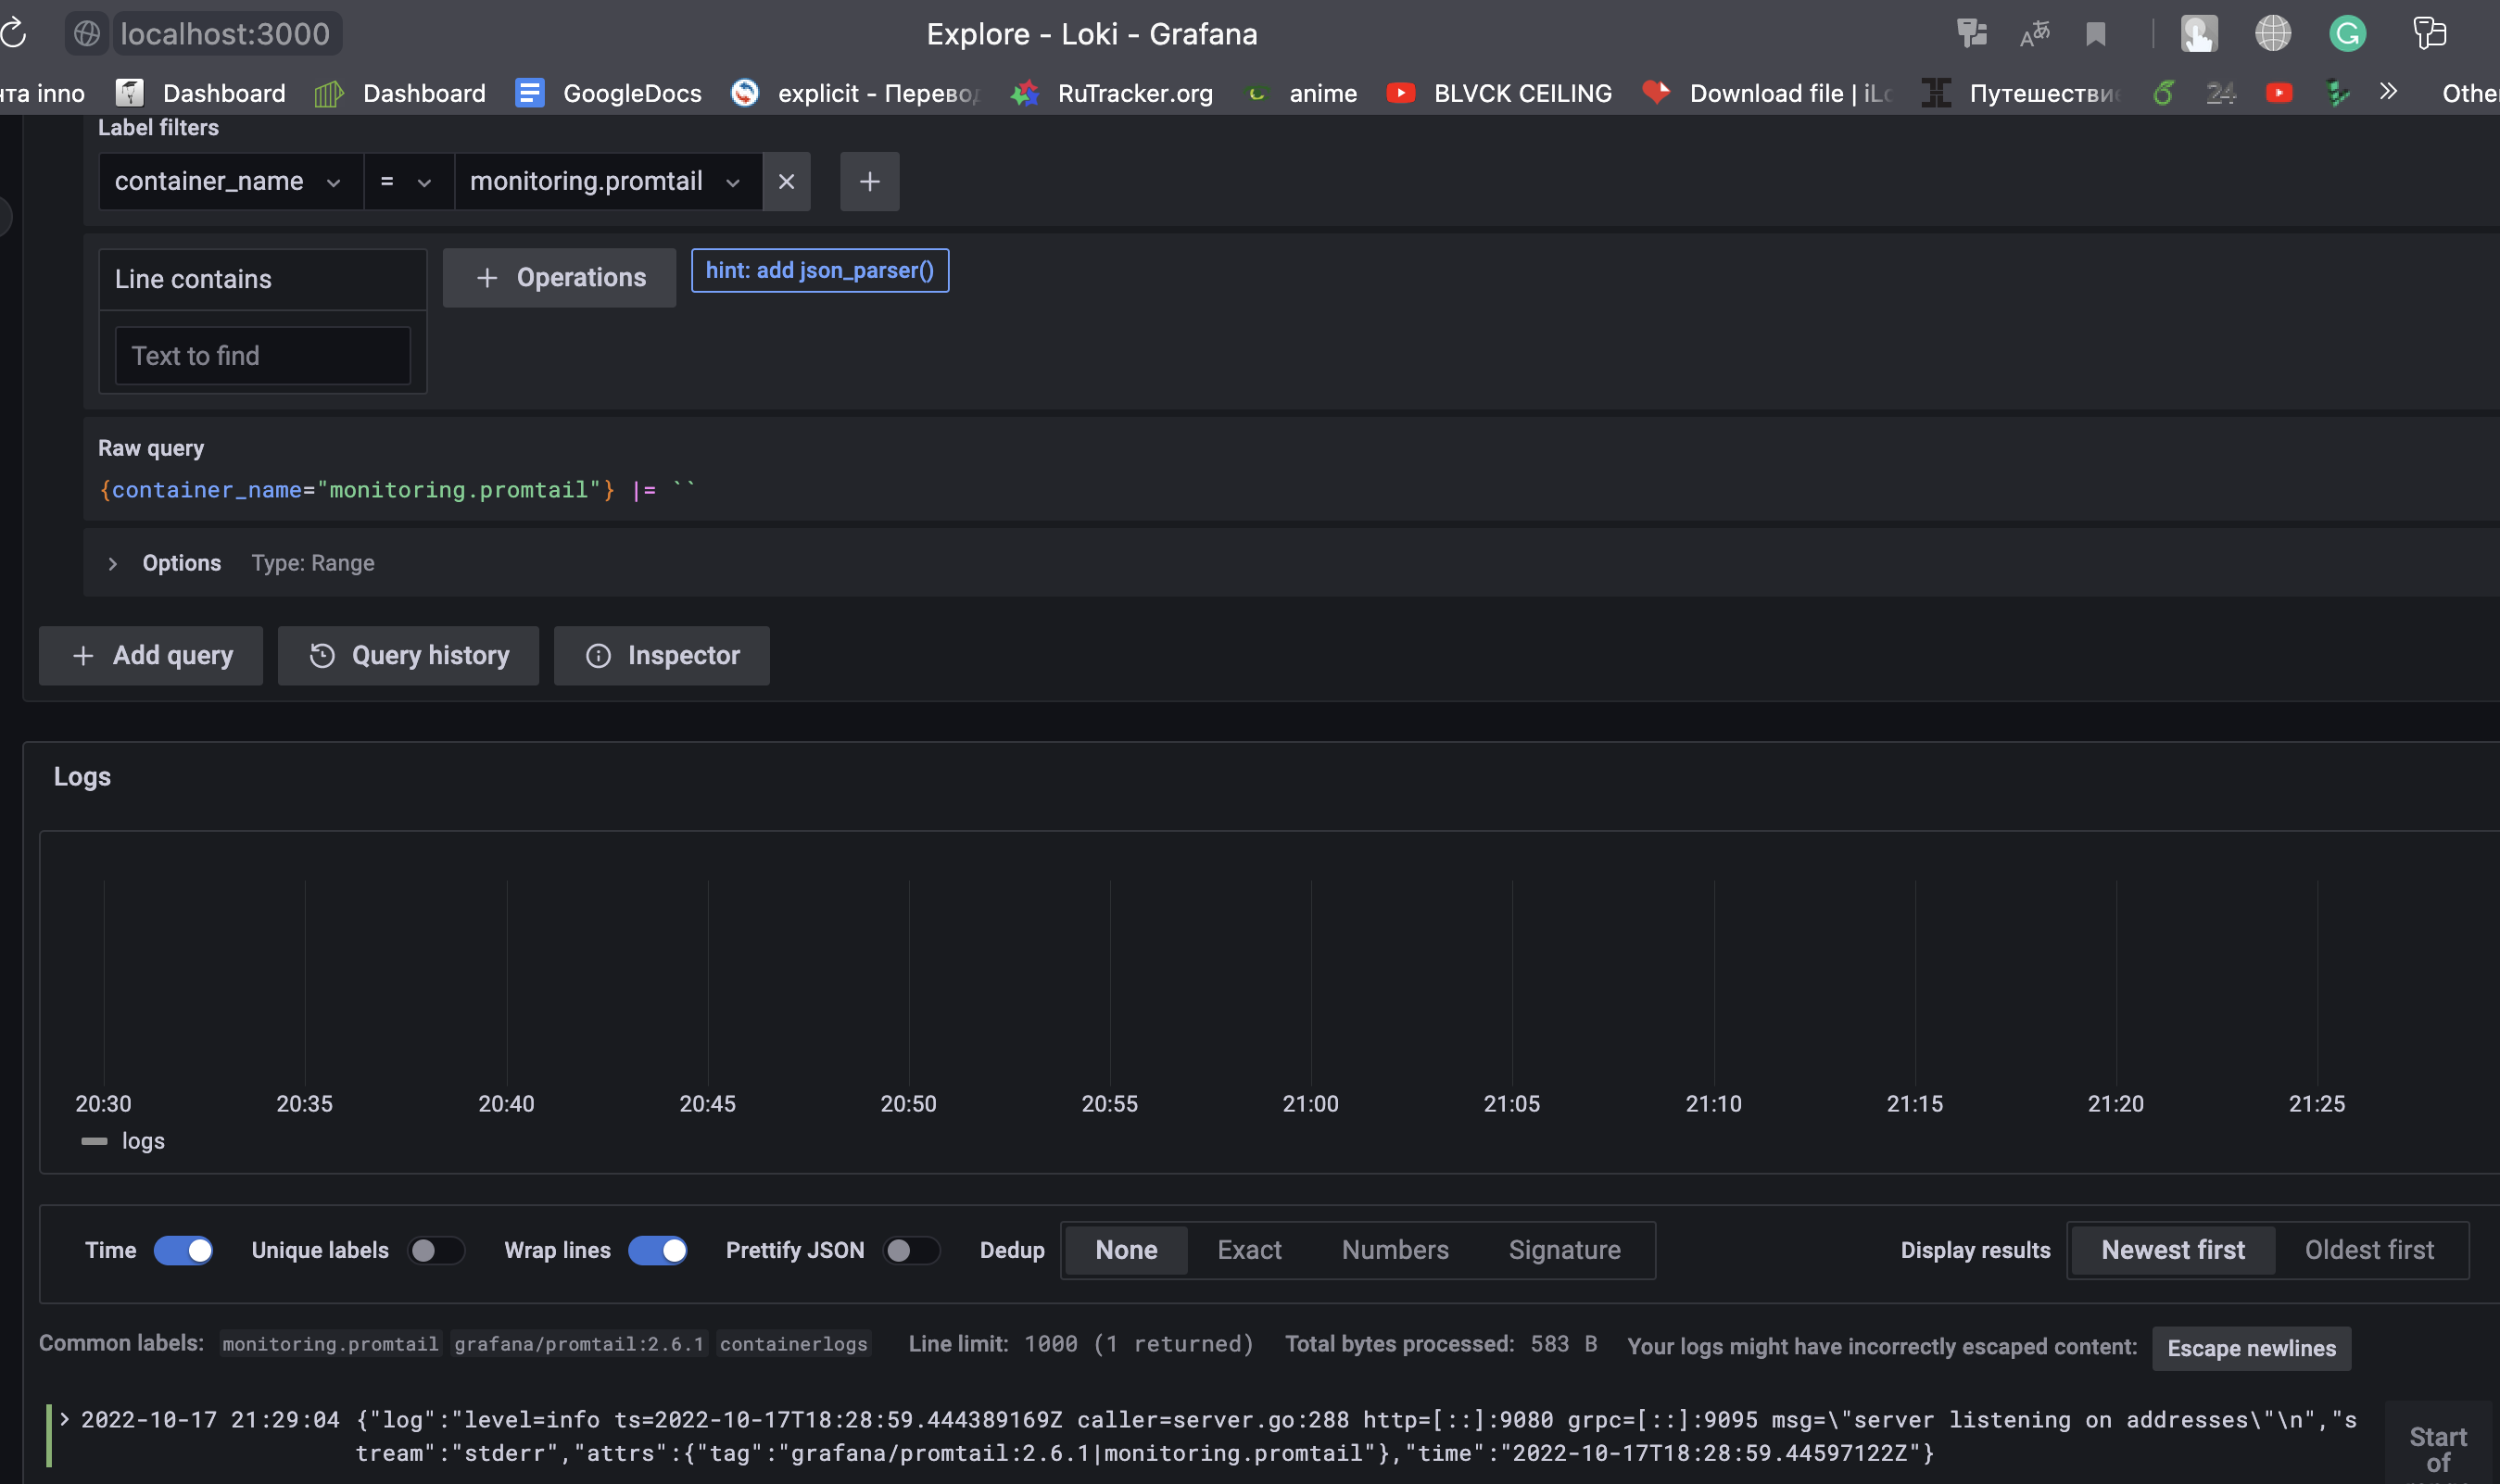 localhost:3000 Explore - Loki - Grafana
нта inno Dashboard Dashboard GoogleDocs explicit - Перевод RuTracker.org anime BLVCK CEILING Download file | iLo Путешествие 24 Other
Label filters
container_name = monitoring.promtail
Line contains + Operations hint: add json_parser()
Text to find
Raw query
{container_name="monitoring.promtail"} |= ``
Options Type: Range
+ Add query Query history Inspector
Logs
20:30 20:35 20:40 20:45 20:50 20:55 21:00 21:05 21:10 21:15 21:20 21:25
logs
Time Unique labels Wrap lines Prettify JSON Dedup None Exact Numbers Signature Display results Newest first Oldest first
Common labels: monitoring.promtail grafana/promtail:2.6.1 containerlogs Line limit: 1000 (1 returned) Total bytes processed: 583 B Your logs might have incorrectly escaped content: Escape newlines
> 2022-10-17 21:29:04 {"log":"level=info ts=2022-10-17T18:28:59.444389169Z caller=server.go:288 http=[::]:9080 grpc=[::]:9095 msg=\"server listening on addresses\"\n","s
tream":"stderr","attrs":{"tag":"grafana/promtail:2.6.1|monitoring.promtail"},"time":"2022-10-17T18:28:59.44597122Z"}
Start
of